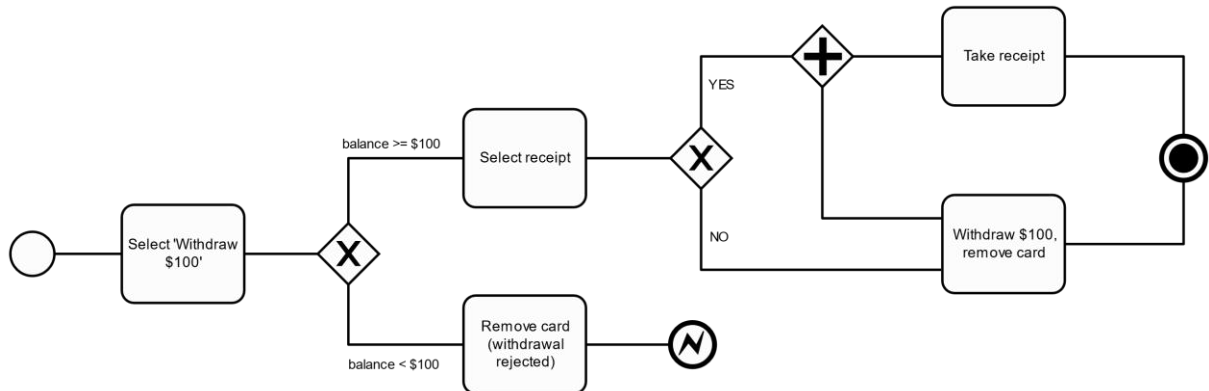 Take receipt
YES
balance >= $100
Select receipt
X
NO
Select 'Withdraw
$100'
X
Withdraw $100,
remove card
Remove card
(withdrawal
rejected)
balance < $100